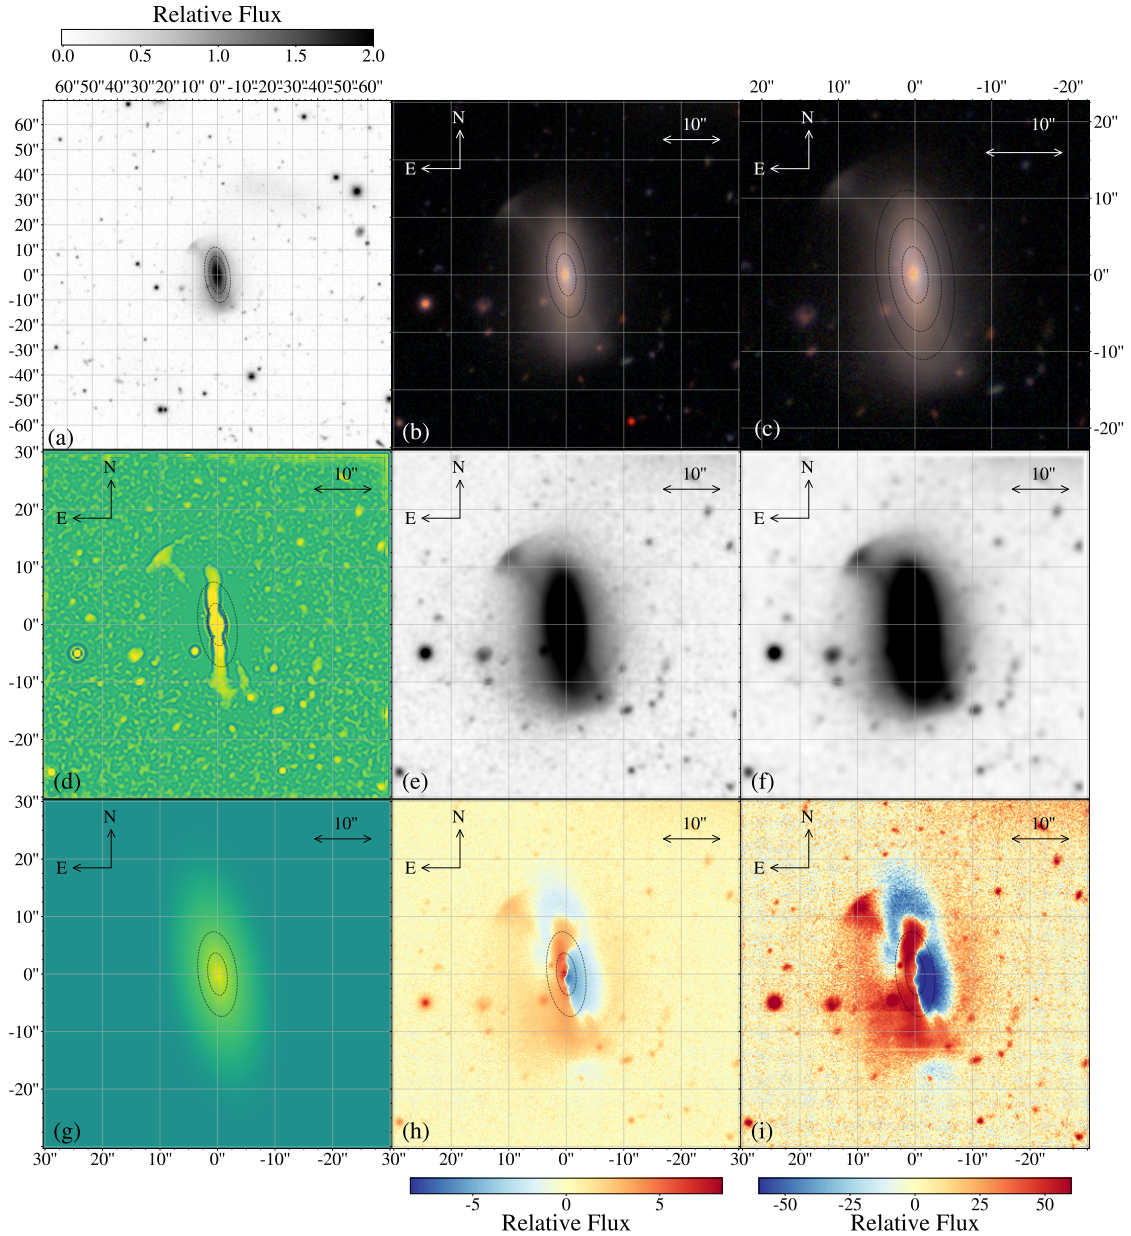 Relative Flux
0.0 0.5 1.0 1.5 2.0
60" 50" 40" 30" 20" 10" 0" -10" -20" -30" -40" -50" -60"
20" 10" 0" -10" -20"
60"
50"
40"
30"
20"
10"
0"
-10"
-20"
-30"
-40"
-50"
-60"
(a)
N
E
10"
(b)
N
E
10"
(c)
20"
10"
0"
-10"
-20"
30"
20"
10"
0"
-10"
-20"
N
E
10"
(d)
N
E
10"
(e)
N
E
10"
(f)
30"
20"
10"
0"
-10"
-20"
N
E
10"
(g)
N
E
10"
(h)
N
E
10"
(i)
30" 20" 10" 0" -10" -20" 20" 10" 0" -10" -20" 20" 10" 0" -10" -20"
-5 0 5
Relative Flux
-50 -25 0 25 50
Relative Flux